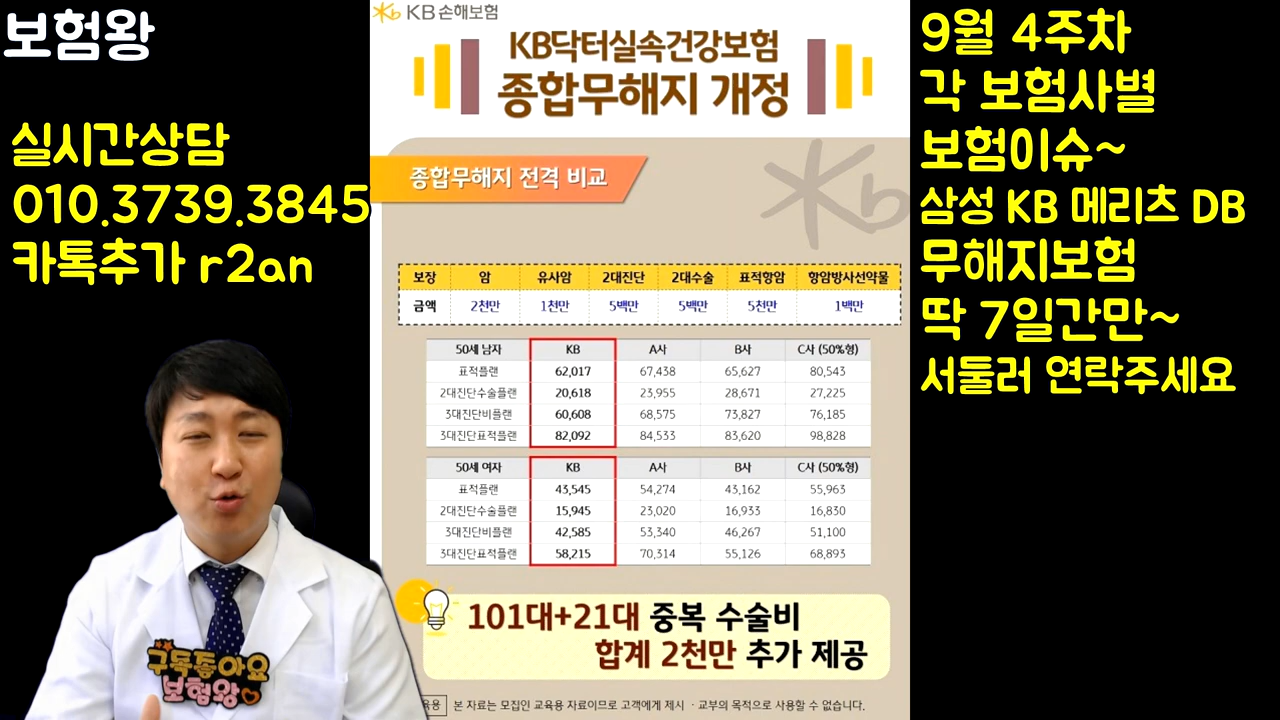 보험왕
실시간상담
010.3739.3845
카톡추가 r2an
KB 손해보험
KB닥터실속건강보험
종합무해지 개정
종합무해지 전격 비교
Kb
보장 암 유사암 2대진단 2대수술 표적항암 항암방사선약물
금액 2천만 1천만 5백만 5백만 5천만 1백만
50세 남자 KB A사 B사 C사 (50%형)
표적플랜 62,017 67,438 65,627 80,543
2대진단수술플랜 20,618 23,955 28,671 27,225
3대진단비플랜 60,608 68,575 73,827 76,185
3대진단표적플랜 82,092 84,533 83,620 98,828
50세 여자 KB A사 B사 C사 (50%형)
표적플랜 43,545 54,274 43,162 55,963
2대진단수술플랜 15,945 23,020 16,933 16,830
3대진단비플랜 42,585 53,340 46,267 51,100
3대진단표적플랜 58,215 70,314 55,126 68,893
101대+21대 중복 수술비
합계 2천만 추가 제공
육용 본 자료는 모집인 교육용 자료이므로 고객에게 제시 · 교부의 목적으로 사용할 수 없습니다.
구독좋아요
보험왕
9월 4주차
각 보험사별
보험이슈~
삼성 KB 메리츠 DB
무해지보험
딱 7일간만~
서둘러 연락주세요